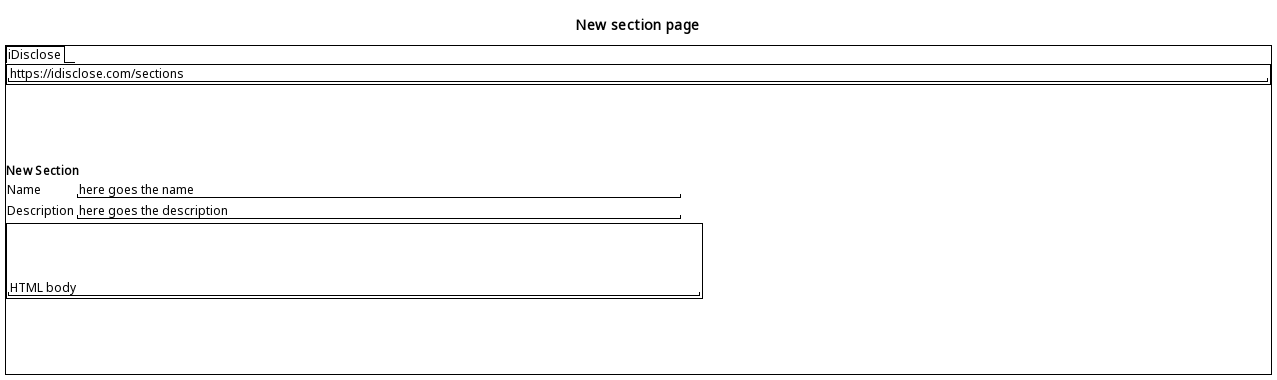 New section page
iDisclose
https://idisclose.com/sections
New Section
Name here goes the name
Description here goes the description
HTML body